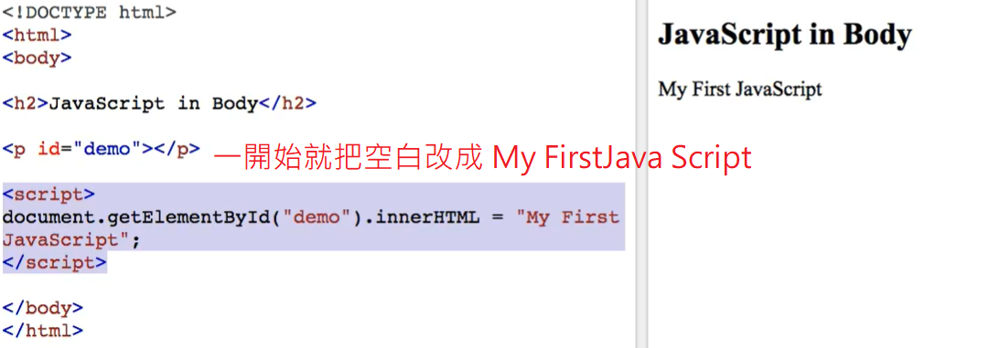 <!DOCTYPE html>
<html>
<body>
<h2>JavaScript in Body</h2>
<p id="demo"></p> 一開始就把空白改成 My FirstJava Script
<script>
document.getElementById("demo").innerHTML = "My First
JavaScript";
</script>
</body>
</html>
JavaScript in Body
My First JavaScript